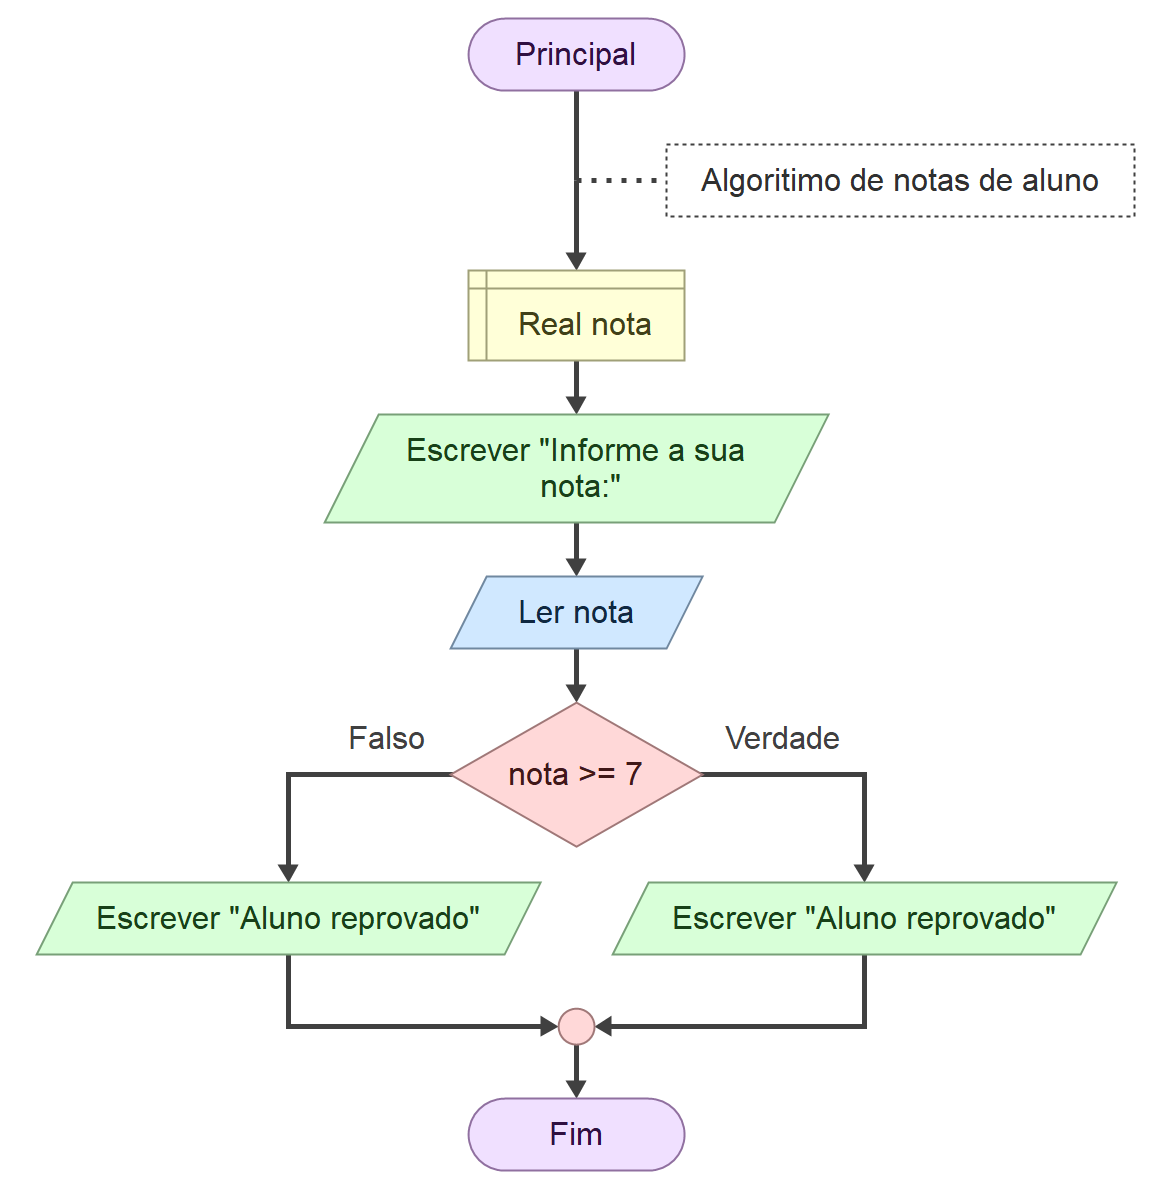 Principal
Algoritimo de notas de aluno
Real nota
Escrever "Informe a sua
nota:"
Ler nota
Falso
Verdade
nota >= 7
Escrever "Aluno reprovado"
Escrever "Aluno reprovado"
Fim